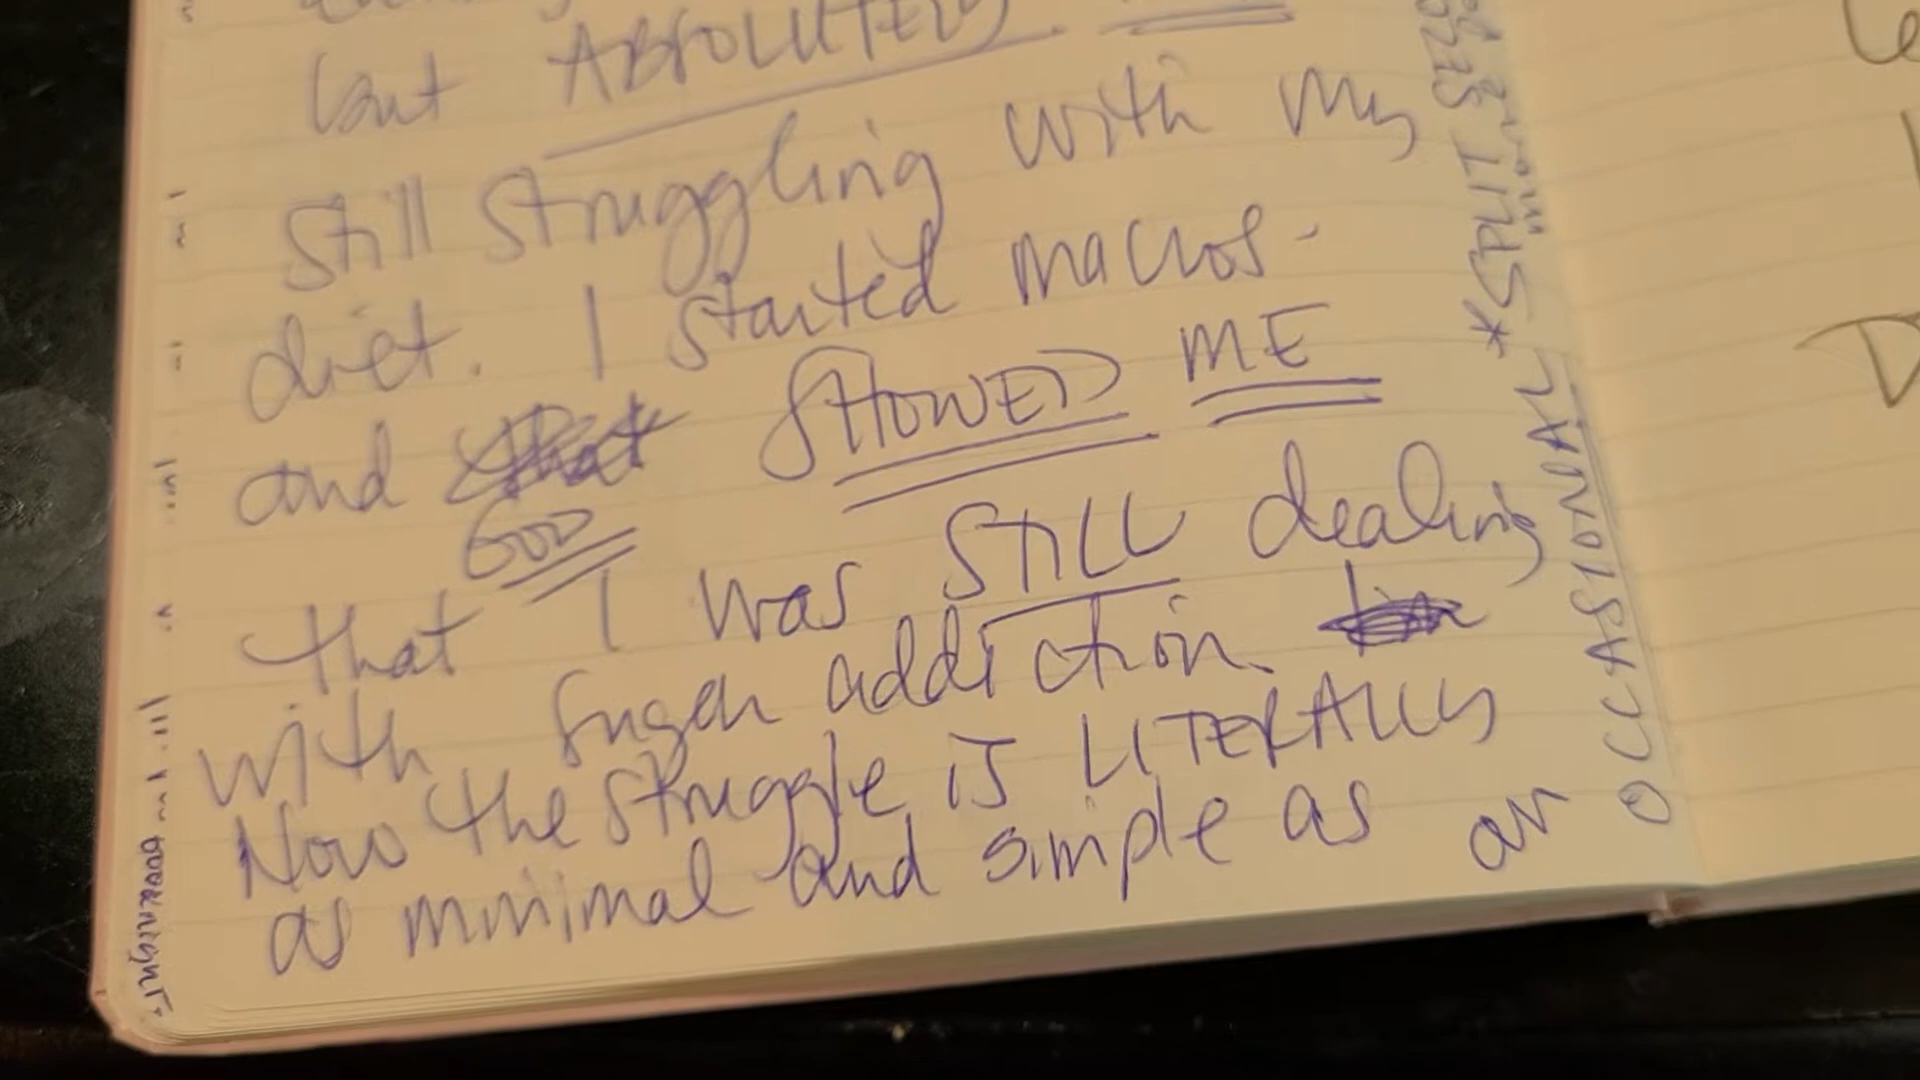 but ABSOLUTELY
Still struggling with my
diet. I started macros -
and that SHOWED ME
GOD
that I was STILL dealing
with sugar addiction.
Now the struggle is LITERALLY
as minimal and simple as an
OCCASIONAL
*SPLIT